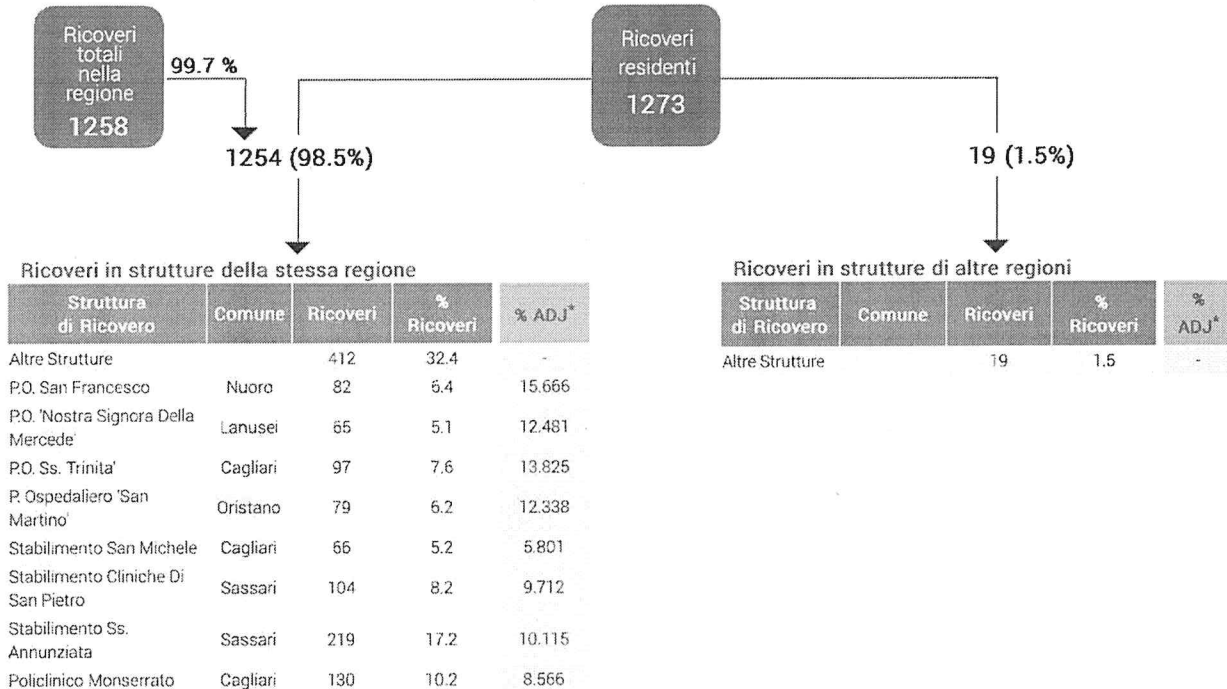 Ricoveri
totali
nella
regione
1258
99.7 %
Ricoveri
residenti
1273
1254 (98.5%)
19 (1.5%)
Ricoveri in strutture della stessa regione
Struttura
di Ricovero
Comune
Ricoveri
%
Ricoveri
% ADJ*
Altre Strutture 412 32.4 -
P.O. San Francesco Nuoro 82 6.4 15.666
P.O. 'Nostra Signora Della
Mercede' Lanusei 65 5.1 12.481
P.O. Ss. Trinita' Cagliari 97 7.6 13.825
P. Ospedaliero 'San
Martino' Oristano 79 6.2 12.338
Stabilimento San Michele Cagliari 66 5.2 5.801
Stabilimento Cliniche Di
San Pietro Sassari 104 8.2 9.712
Stabilimento Ss.
Annunziata Sassari 219 17.2 10.115
Policlinico Monserrato Cagliari 130 10.2 8.566
Ricoveri in strutture di altre regioni
Struttura
di Ricovero
Comune
Ricoveri
%
Ricoveri
%
ADJ*
Altre Strutture 19 1.5 -